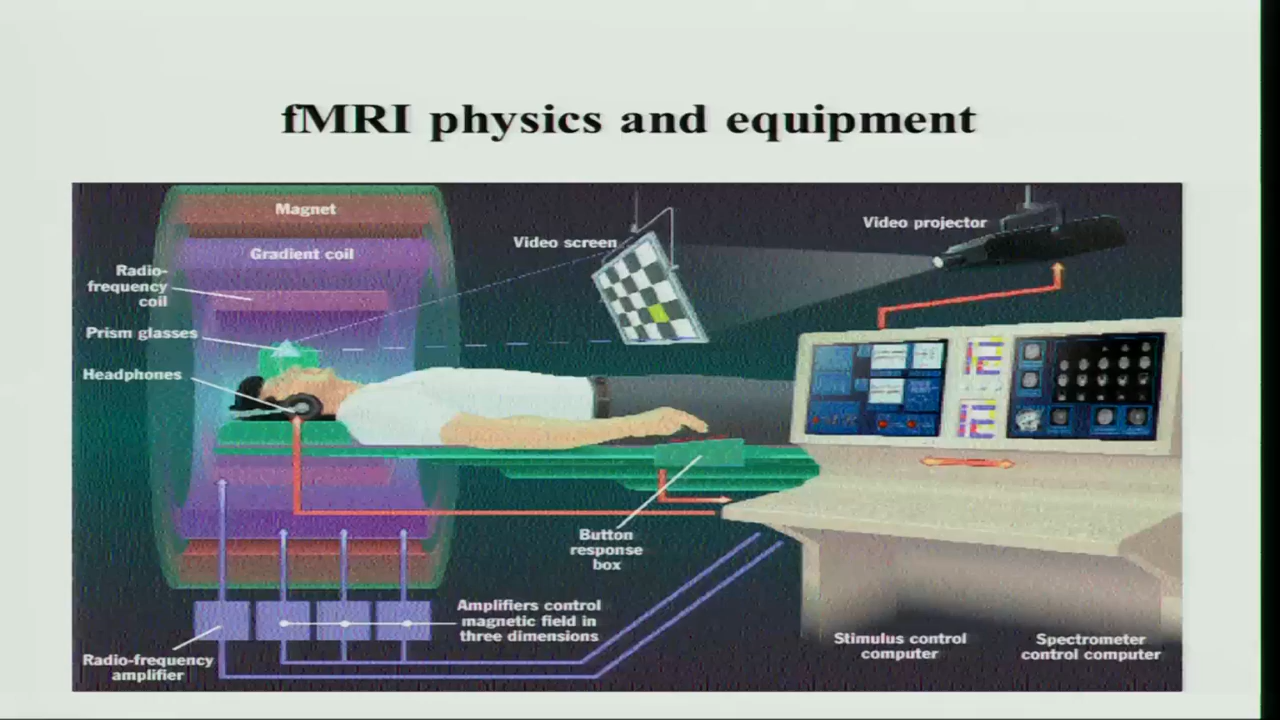 fMRI physics and equipment
Magnet
Gradient coil
Radio-
frequency
coil
Prism glasses
Headphones
Video screen
Video projector
Button
response
box
Amplifiers control
magnetic field in
three dimensions
Radio-frequency
amplifier
Stimulus control
computer
Spectrometer
control computer